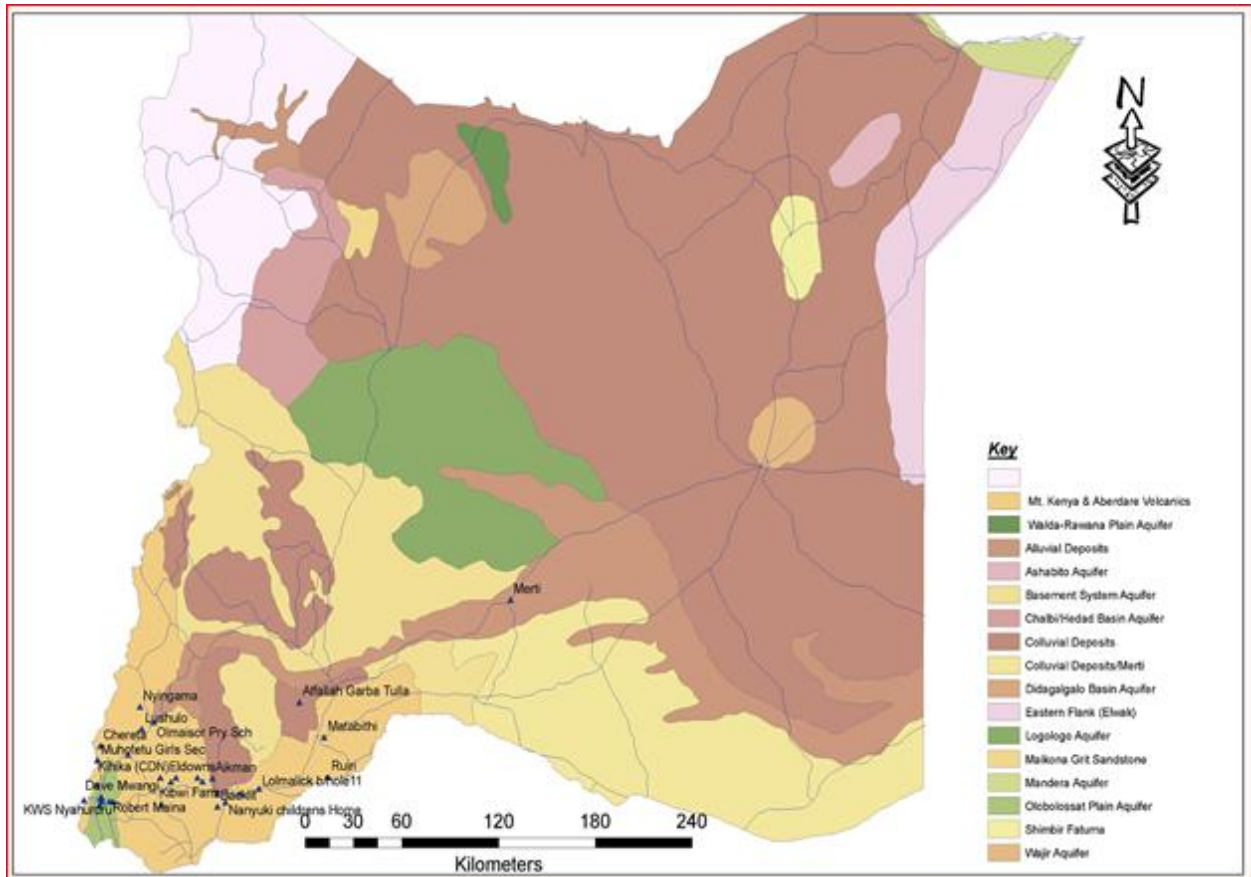 N
Key
Mt. Kenya & Aberdare Volcanics
Walda-Rawana Plain Aquifer
Alluvial Deposits
Ashabito Aquifer
Basement System Aquifer
Chalbi/Hedad Basin Aquifer
Colluvial Deposits
Colluvial Deposits/Merti
Didagalgalo Basin Aquifer
Eastern Flank (Elwak)
Logologo Aquifer
Maikona Grit Sandstone
Mandera Aquifer
Olobolossat Plain Aquifer
Shimbir Fatuma
Wajir Aquifer
Merti
Affallah Garba Tulla
Nyingama
Matabithi
Olmaisor Pry Sch
Muhotetu Girls Sec
Ruiri
Kihika (CDN) Eldowns Aikman
Lolmalick b/hole11
Dave Mwangi
KWS Nyahururu
Robert Maina
Nanyuki childrens Home
0 30 60 120 180 240
Kilometers